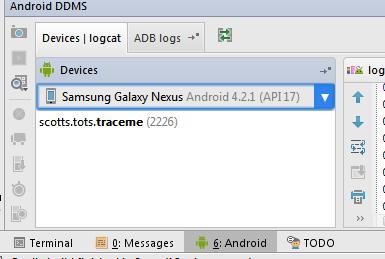 Android DDMS
Devices | logcat
ADB logs
Devices
log
Samsung Galaxy Nexus Android 4.2.1 (API 17)
scotts.tots.traceme (2226)
Terminal
0: Messages
6: Android
TODO